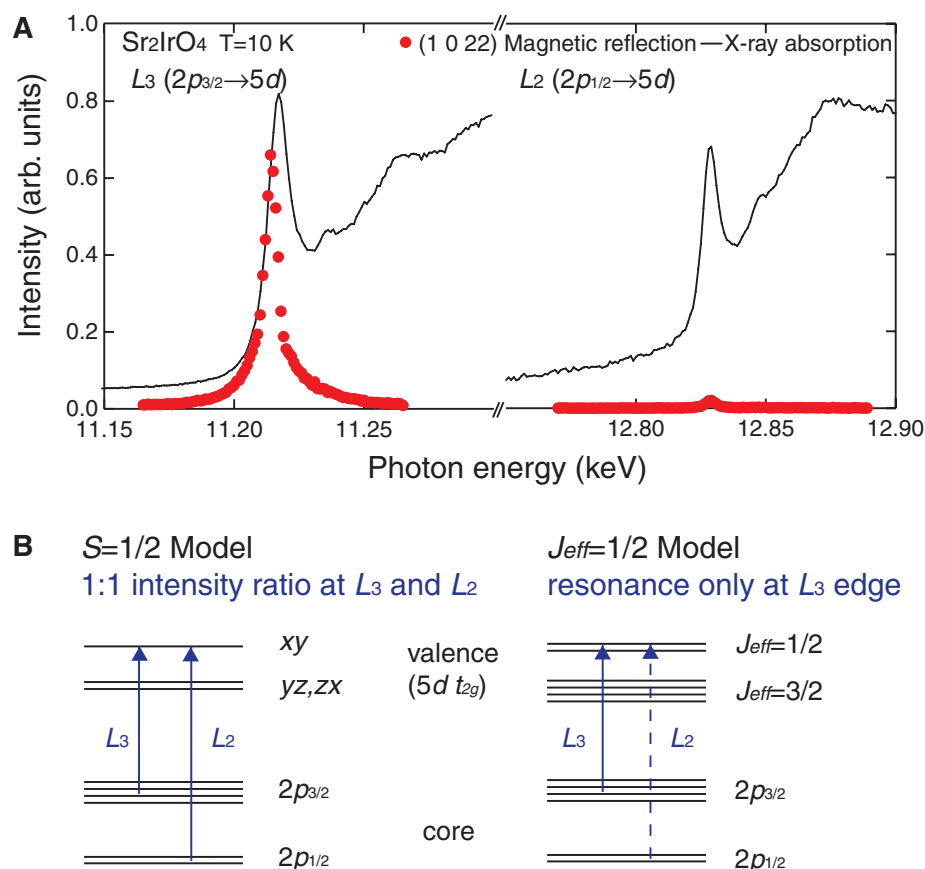 A
Sr₂IrO₄ T=10 K
(1 0 22) Magnetic reflection
X-ray absorption
L₃ (2p₃/₂→5d)
L₂ (2p₁/₂→5d)
Intensity (arb. units)
1.0
0.8
0.6
0.4
0.2
0.0
11.15
11.20
11.25
12.80
12.85
12.90
Photon energy (keV)
B
S=1/2 Model
1:1 intensity ratio at L₃ and L₂
xy
yz,zx
L₃
L₂
2p₃/₂
2p₁/₂
valence
(5d t₂g)
core
Jeff=1/2 Model
resonance only at L₃ edge
Jeff=1/2
Jeff=3/2
L₃
L₂
2p₃/₂
2p₁/₂